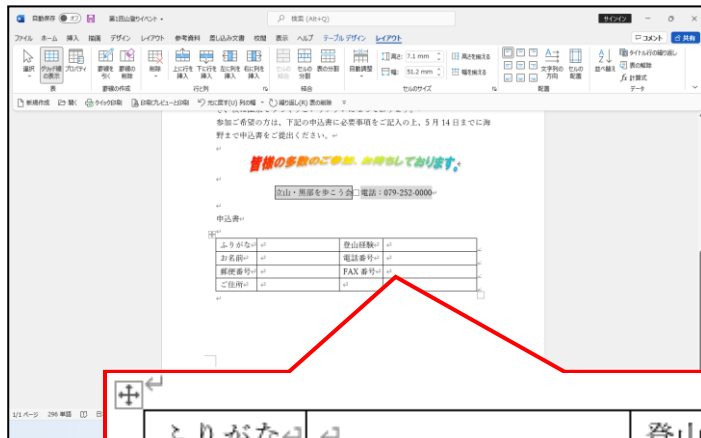 自動保存 オフ 第1回山登りイベント 検索 (Alt+Q) サインイン
ファイル ホーム 挿入 描画 デザイン レイアウト 参考資料 差し込み文書 校閲 表示 ヘルプ テーブル デザイン レイアウト コメント 共有
選択 グリッド線の表示 プロパティ 罫線を引く 罫線の削除 削除 上に行を挿入 下に行を挿入 左に列を挿入 右に列を挿入 セルの結合 セルの分割 表の分割 自動調整 高さ: 7.1 mm 高さを揃える 幅: 31.2 mm 幅を揃える 文字列の方向 セルの配置 並べ替え タイトル行の繰り返し 表の解除 fx 計算式
表 罫線の作成 行と列 結合 セルのサイズ 配置 データ
新規作成 開く クイック印刷 印刷プレビューと印刷 元に戻す(U) 列の幅 繰り返し(R) 表の解除
参加ご希望の方は、下記の申込書に必要事項をご記入の上、5 月 14 日までに海
野まで申込書をご提出ください。
皆様の多数のご参加、お待ちしております。
立山・黒部を歩こう会□電話：079-252-0000
申込書
ふりがな 登山経験
お名前 電話番号
郵便番号 FAX 番号
ご住所
1/1 ページ 296 単語
ふりがな 登山